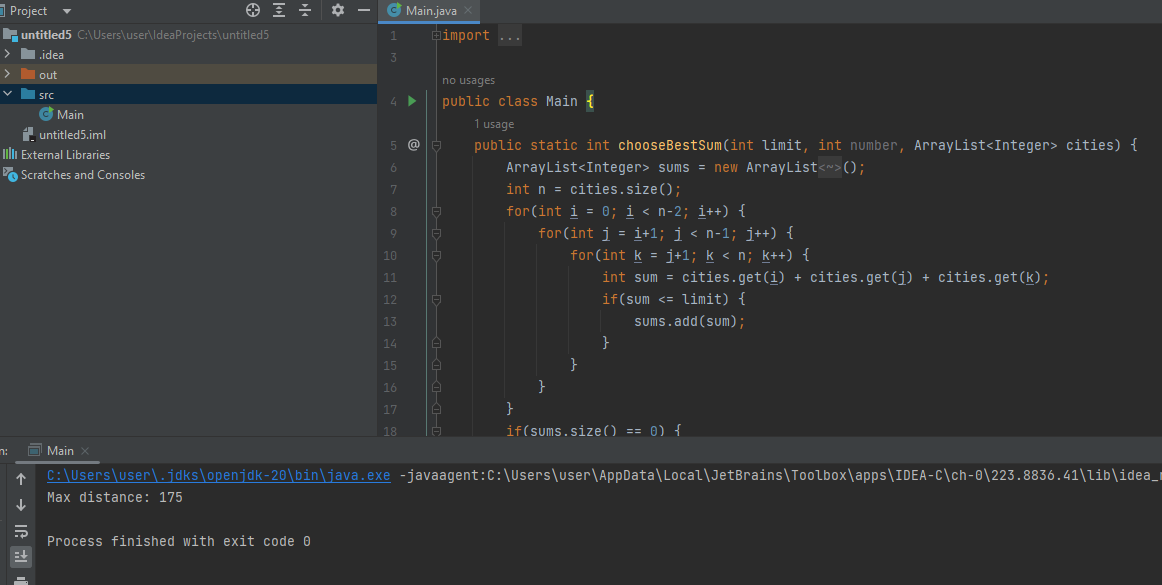 Project
Main.java
untitled5 C:\Users\user\IdeaProjects\untitled5
.idea
out
src
Main
untitled5.iml
External Libraries
Scratches and Consoles
1 import ...
3
no usages
4 public class Main {
1 usage
5 @ public static int chooseBestSum(int limit, int number, ArrayList<Integer> cities) {
6 ArrayList<Integer> sums = new ArrayList<~>();
7 int n = cities.size();
8 for(int i = 0; i < n-2; i++) {
9 for(int j = i+1; j < n-1; j++) {
10 for(int k = j+1; k < n; k++) {
11 int sum = cities.get(i) + cities.get(j) + cities.get(k);
12 if(sum <= limit) {
13 sums.add(sum);
14 }
15 }
16 }
17 }
18 if(sums.size() == 0) {
n: Main
C:\Users\user\.jdks\openjdk-20\bin\java.exe -javaagent:C:\Users\user\AppData\Local\JetBrains\Toolbox\apps\IDEA-C\ch-0\223.8836.41\lib\idea_
Max distance: 175
Process finished with exit code 0